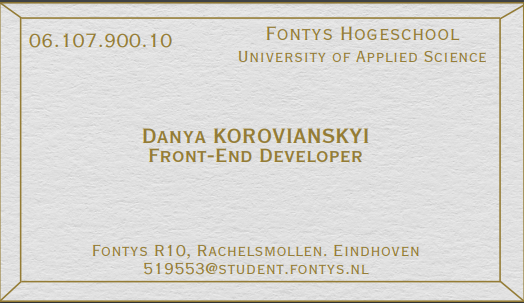 06.107.900.10
Fontys Hogeschool
University of Applied Science
Danya KOROVIANSKYI
Front-End Developer
Fontys R10, Rachelsmollen. Eindhoven
519553@student.fontys.nl